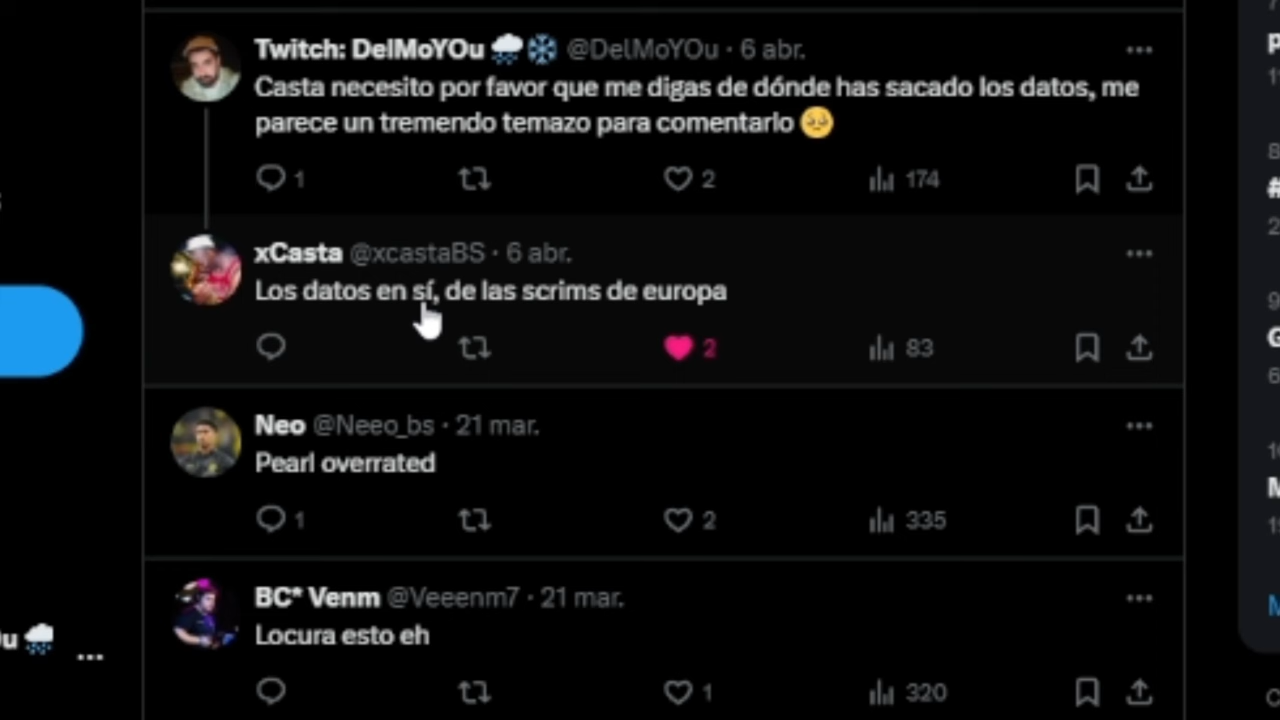 Twitch: DelMoYOu 🌨️❄️ @DelMoYOu · 6 abr.
Casta necesito por favor que me digas de dónde has sacado los datos, me
parece un tremendo temazo para comentarlo 🥺
1 2 174
xCasta @xcastaBS · 6 abr.
Los datos en sí, de las scrims de europa
2 83
Neo @Neeo_bs · 21 mar.
Pearl overrated
1 2 335
BC* Venm @Veeenm7 · 21 mar.
Locura esto eh
1 320